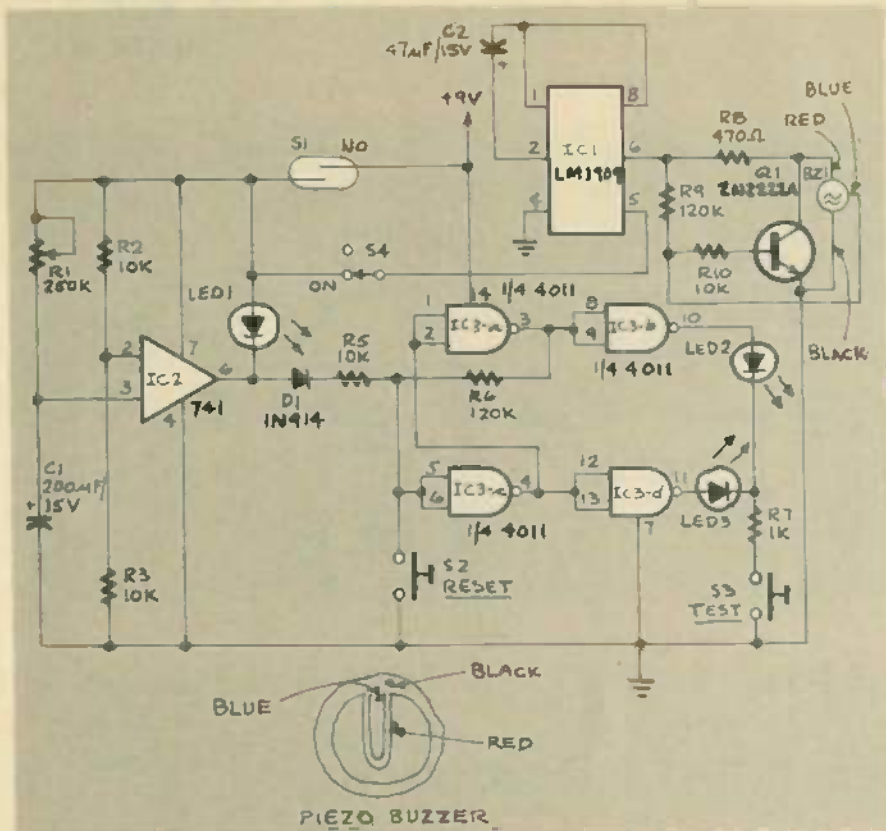 C2
47µF/15V
+
+9V
1
8
2
IC1
LM3909
6
4
5
R8
470Ω
RED
BLUE
Q1
2N2222A
BZ1
R9
120K
R10
10K
BLACK
S1
NO
S4
ON
R1
250K
R2
10K
LED1
2
3
IC2
7
6
4
741
D1
1N914
R5
10K
C1
200µF/
15V
+
R3
10K
1
2
14
1/4 4011
IC3-a
3
8
9
IC3-b
10
1/4 4011
R6
120K
LED2
5
6
IC3-c
4
1/4 4011
12
13
IC3-d
11
7
LED3
R7
1K
S2
RESET
S3
TEST
BLUE
BLACK
RED
PIEZO BUZZER